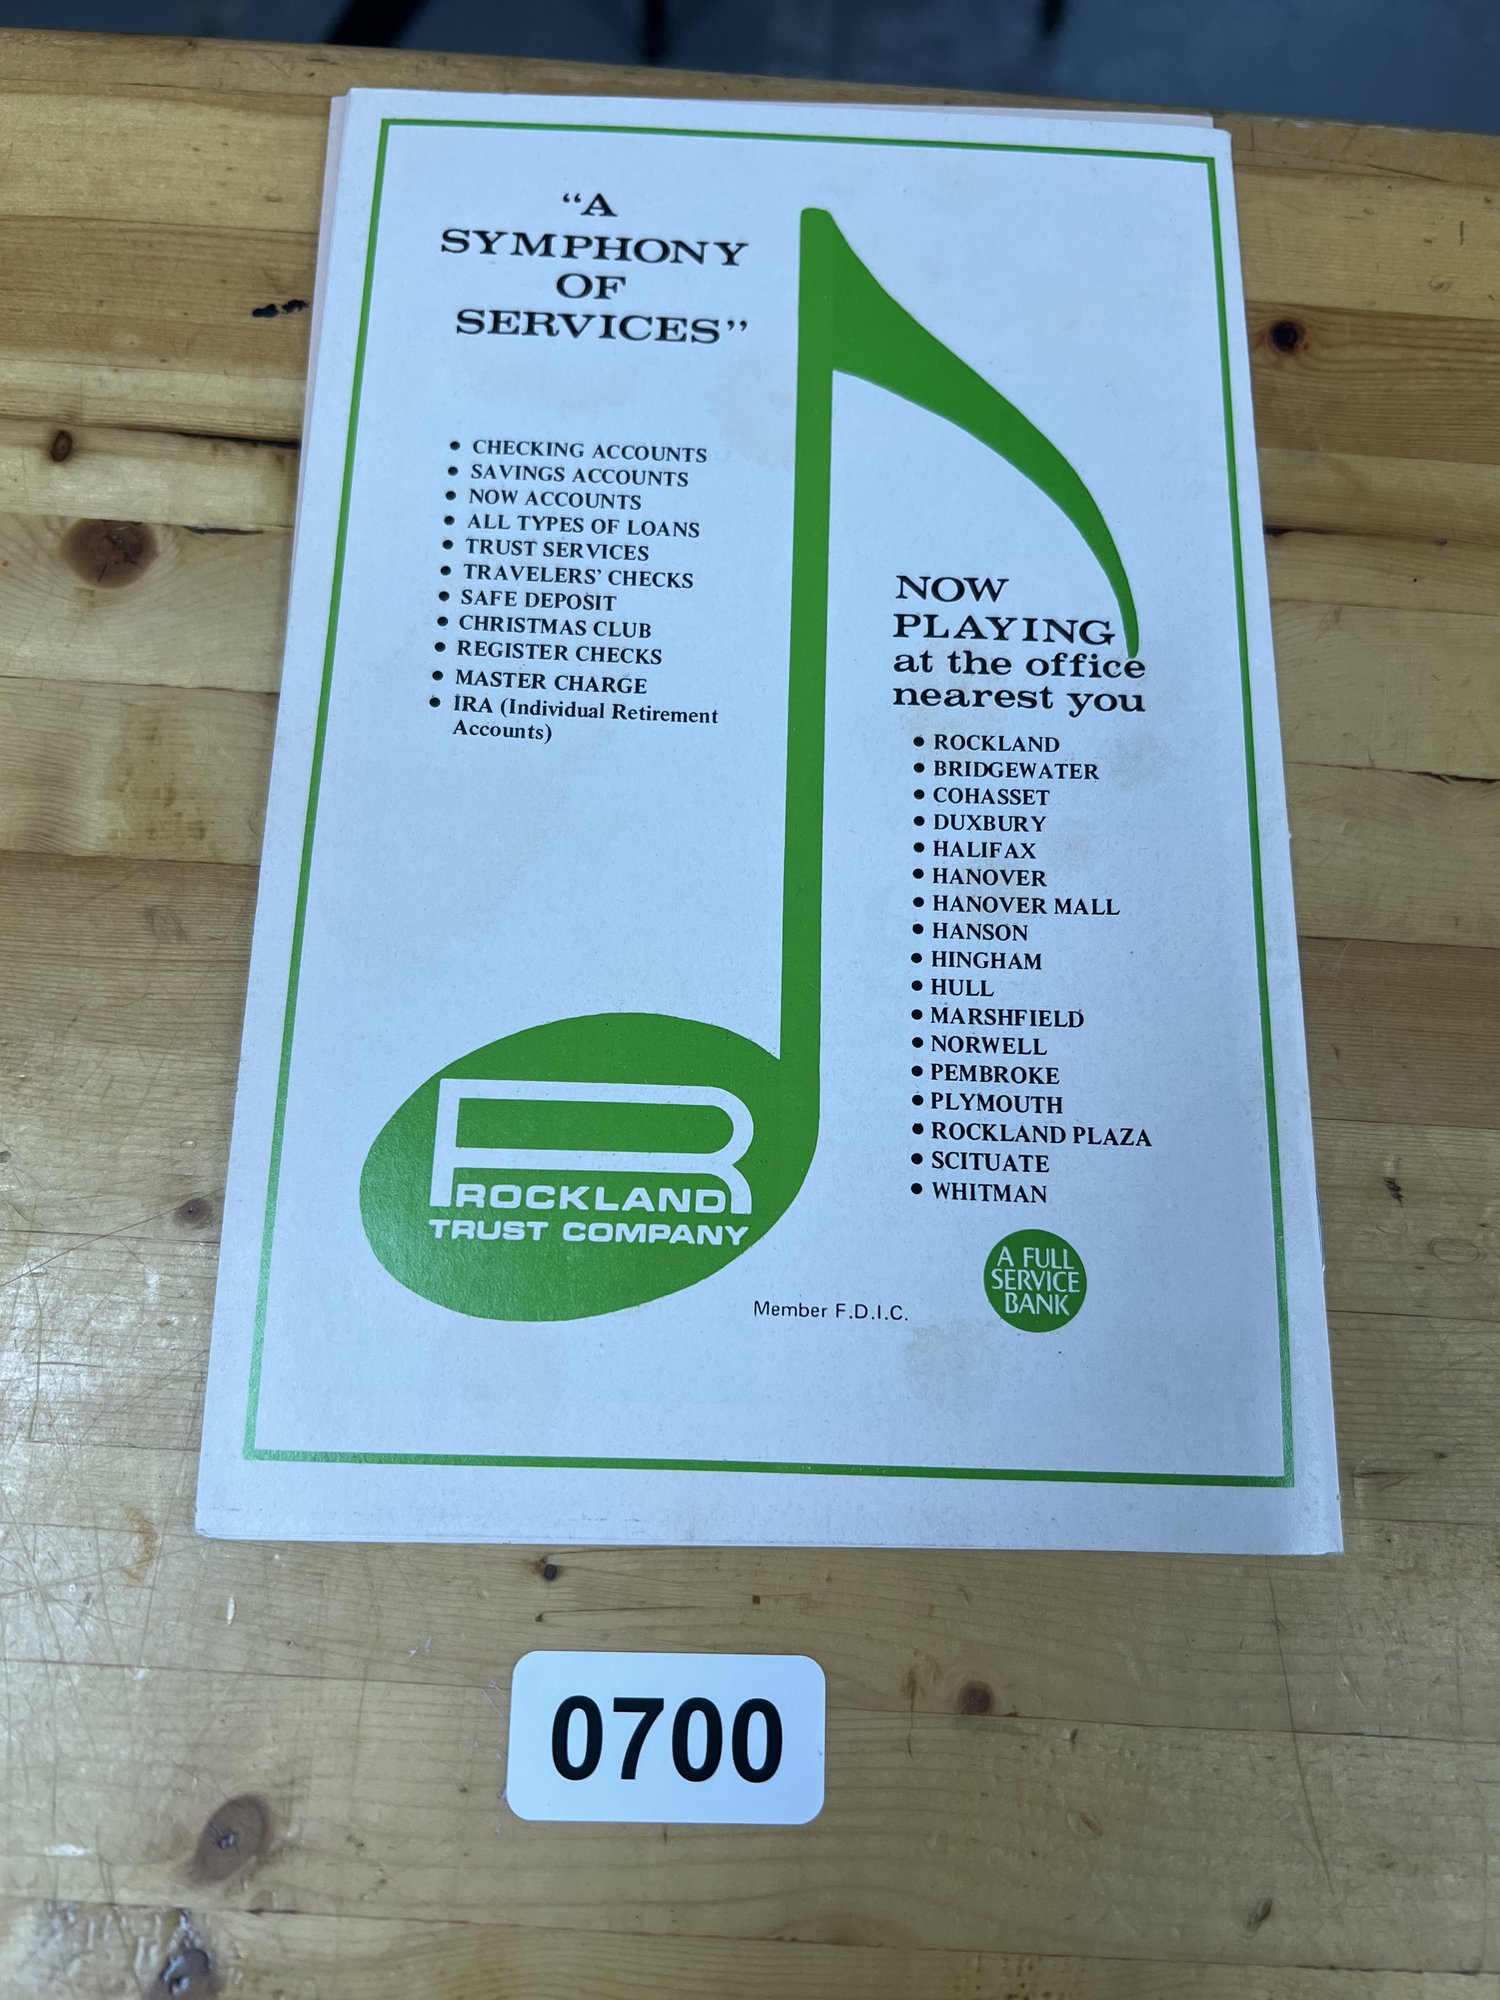 “A
SYMPHONY
OF
SERVICES”
• CHECKING ACCOUNTS
• SAVINGS ACCOUNTS
• NOW ACCOUNTS
• ALL TYPES OF LOANS
• TRUST SERVICES
• TRAVELERS’ CHECKS
• SAFE DEPOSIT
• CHRISTMAS CLUB
• REGISTER CHECKS
• MASTER CHARGE
• IRA (Individual Retirement
Accounts)
NOW
PLAYING
at the office
nearest you
• ROCKLAND
• BRIDGEWATER
• COHASSET
• DUXBURY
• HALIFAX
• HANOVER
• HANOVER MALL
• HANSON
• HINGHAM
• HULL
• MARSHFIELD
• NORWELL
• PEMBROKE
• PLYMOUTH
• ROCKLAND PLAZA
• SCITUATE
• WHITMAN
R
ROCKLAND
TRUST COMPANY
Member F.D.I.C.
A FULL
SERVICE
BANK
0700